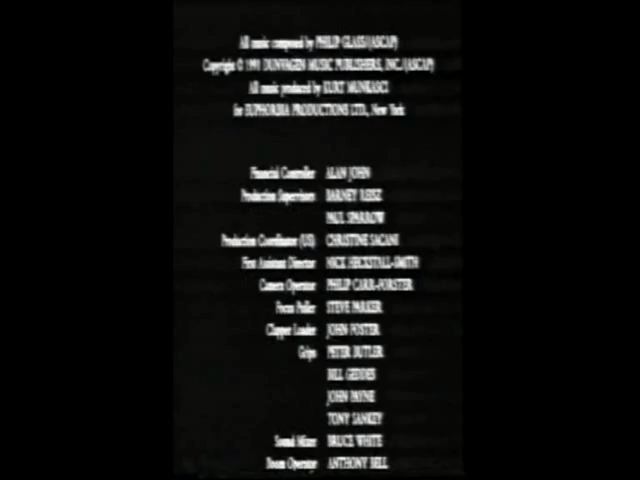 All music composed by PHILIP GLASS/(ASCAP)
Copyright © 1991 DUNVAGEN MUSIC PUBLISHERS, INC./(ASCAP)
All music produced by KURT MUNKACSI
for EUPHORBIA PRODUCTIONS LTD., New York
Financial Controller ALAN JOHN
Production Supervisors BARNEY REISZ
PAUL SPARROW
Production Coordinator (US) CHRISTINE SACANI
First Assistant Director NICK HECKSTALL-SMITH
Camera Operator PHILIP CARR-FORSTER
Focus Puller STEVE PARKER
Clapper Loader JOHN FOSTER
Grips PETER BUTLER
BILL GEDDES
JOHN PAYNE
TONY SANKEY
Sound Mixer BRUCE WHITE
Boom Operator ANTHONY BELL